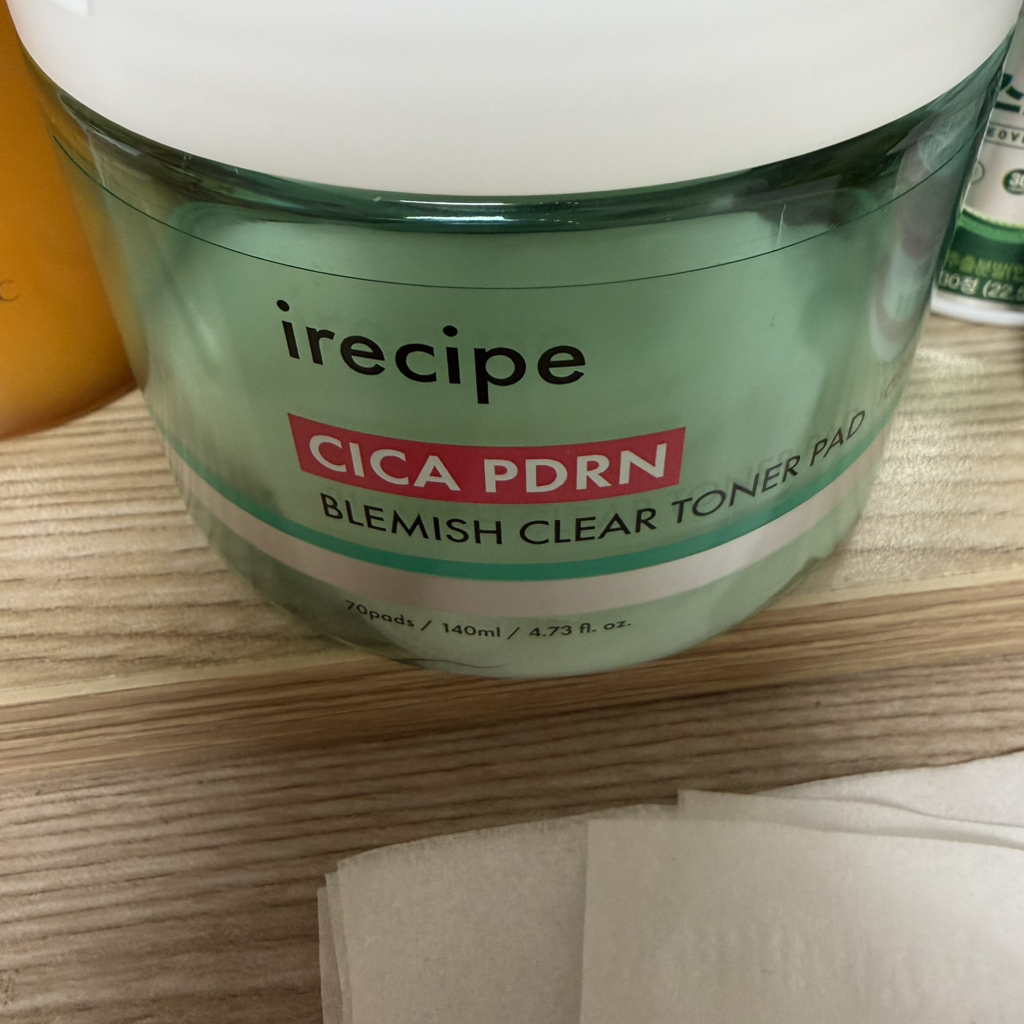 irecipe
CICA PDRN
BLEMISH CLEAR TONER PAD
70pads / 140ml / 4.73 fl. oz.